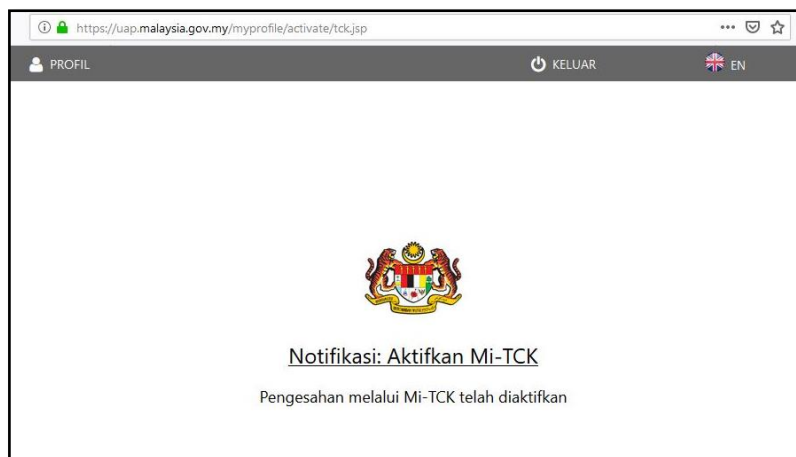 https://uap.malaysia.gov.my/myprofile/activate/tck.jsp
PROFIL KELUAR EN
Notifikasi: Aktifkan Mi-TCK
Pengesahan melalui Mi-TCK telah diaktifkan